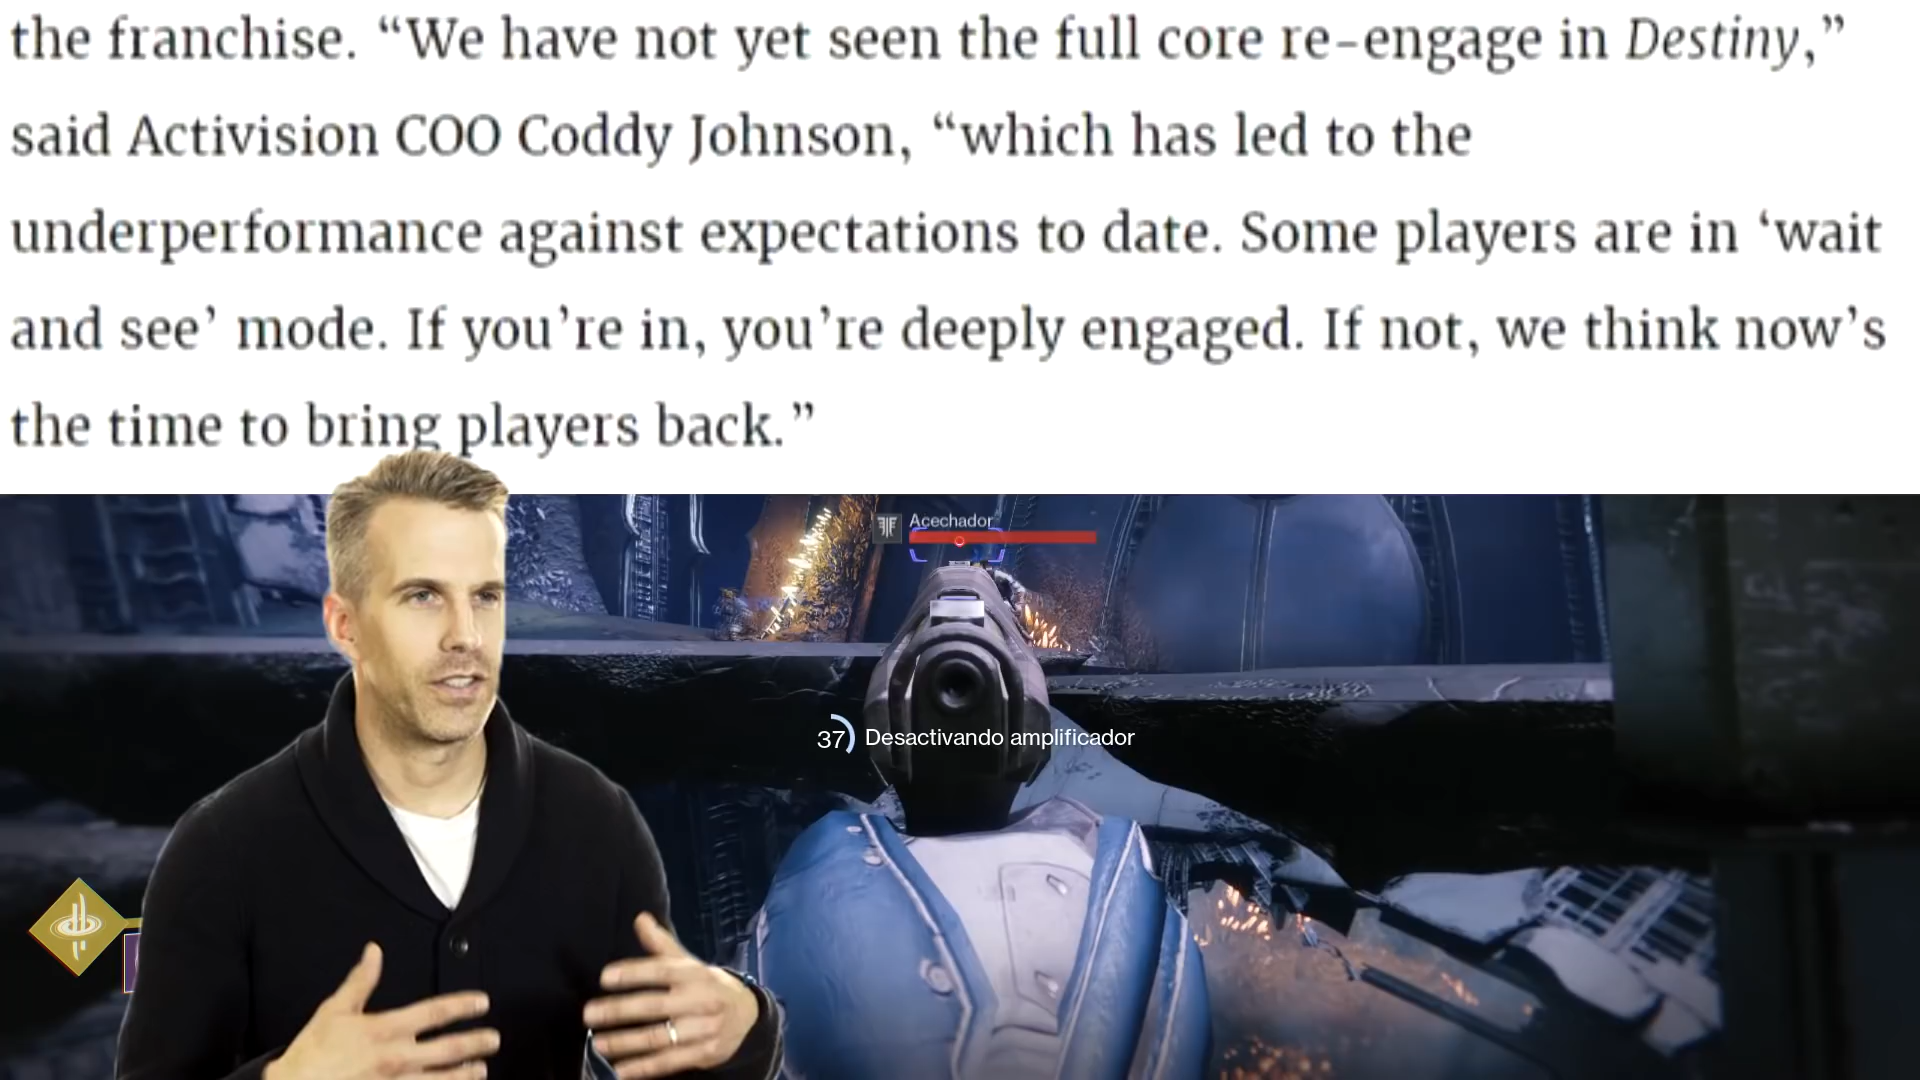 the franchise. “We have not yet seen the full core re-engage in Destiny,”
said Activision COO Coddy Johnson, “which has led to the
underperformance against expectations to date. Some players are in ‘wait
and see’ mode. If you’re in, you’re deeply engaged. If not, we think now’s
the time to bring players back.”
Acechador
37 Desactivando amplificador